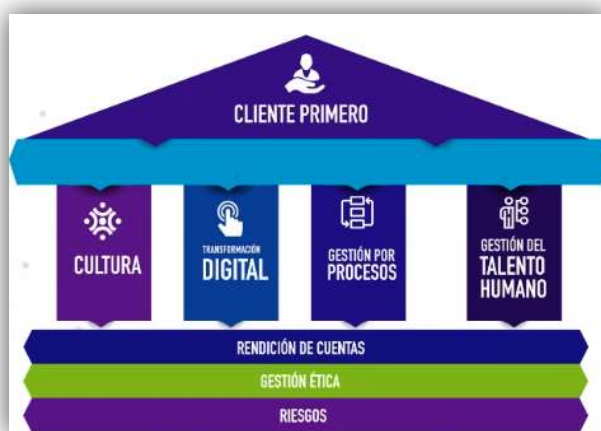 CLIENTE PRIMERO
CULTURA
TRANSFORMACIÓN
DIGITAL
GESTIÓN POR
PROCESOS
GESTIÓN DEL
TALENTO
HUMANO
RENDICIÓN DE CUENTAS
GESTIÓN ÉTICA
RIESGOS